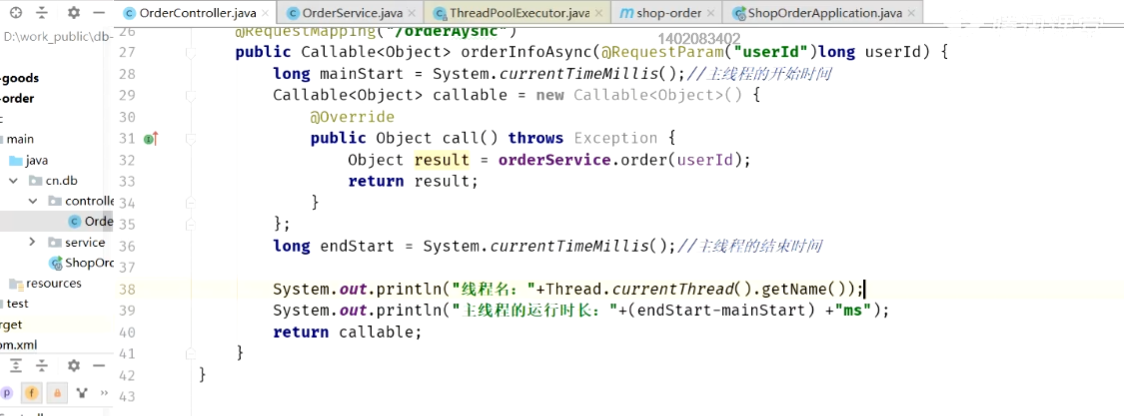 OrderController.java × OrderService.java × ThreadPoolExecutor.java × m shop-order × ShopOrderApplication.java ×
D:\work_public\db-
-goods
-order
main
java
cn.db
controlle
C Orde
service
ShopOrd
resources
test
rget
om.xml
p f a »
1402083402
26 @RequestMapping("/orderAysnc")
27 public Callable<Object> orderInfoAsync(@RequestParam("userId")long userId) {
28 long mainStart = System.currentTimeMillis();//主线程的开始时间
29 Callable<Object> callable = new Callable<Object>() {
30 @Override
31 public Object call() throws Exception {
32 Object result = orderService.order(userId);
33 return result;
34 }
35 };
36 long endStart = System.currentTimeMillis();//主线程的结束时间
37
38 System.out.println("线程名："+Thread.currentThread().getName());
39 System.out.println("主线程的运行时长："+(endStart-mainStart) +"ms");
40 return callable;
41 }
42 }
43